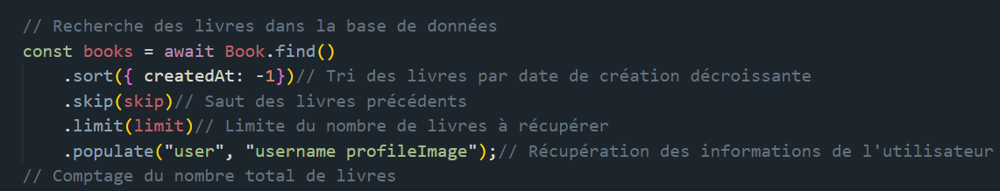 // Recherche des livres dans la base de données
const books = await Book.find()
.sort({ createdAt: -1})// Tri des livres par date de création décroissante
.skip(skip)// Saut des livres précédents
.limit(limit)// Limite du nombre de livres à récupérer
.populate("user", "username profileImage");// Récupération des informations de l'utilisateur
// Comptage du nombre total de livres